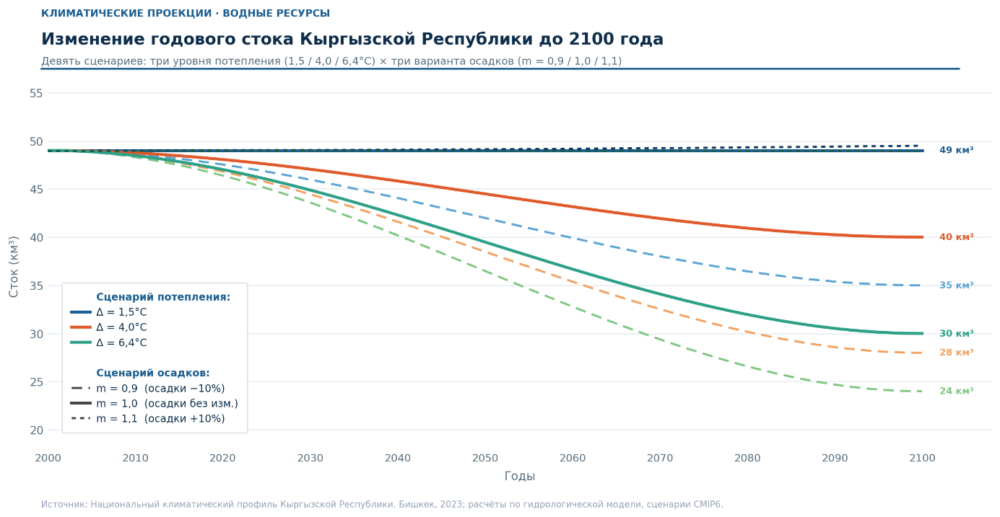 КЛИМАТИЧЕСКИЕ ПРОЕКЦИИ · ВОДНЫЕ РЕСУРСЫ
Изменение годового стока Кыргызской Республики до 2100 года
Девять сценариев: три уровня потепления (1,5 / 4,0 / 6,4°C) × три варианта осадков (m = 0,9 / 1,0 / 1,1)
Сток (км³)
55
50
45
40
35
30
25
20
49 км³
40 км³
35 км³
30 км³
28 км³
24 км³
Сценарий потепления:
Δ = 1,5°C
Δ = 4,0°C
Δ = 6,4°C
Сценарий осадков:
m = 0,9 (осадки −10%)
m = 1,0 (осадки без изм.)
m = 1,1 (осадки +10%)
2000 2010 2020 2030 2040 2050 2060 2070 2080 2090 2100
Годы
Источник: Национальный климатический профиль Кыргызской Республики. Бишкек, 2023; расчёты по гидрологической модели, сценарии CMIP6.